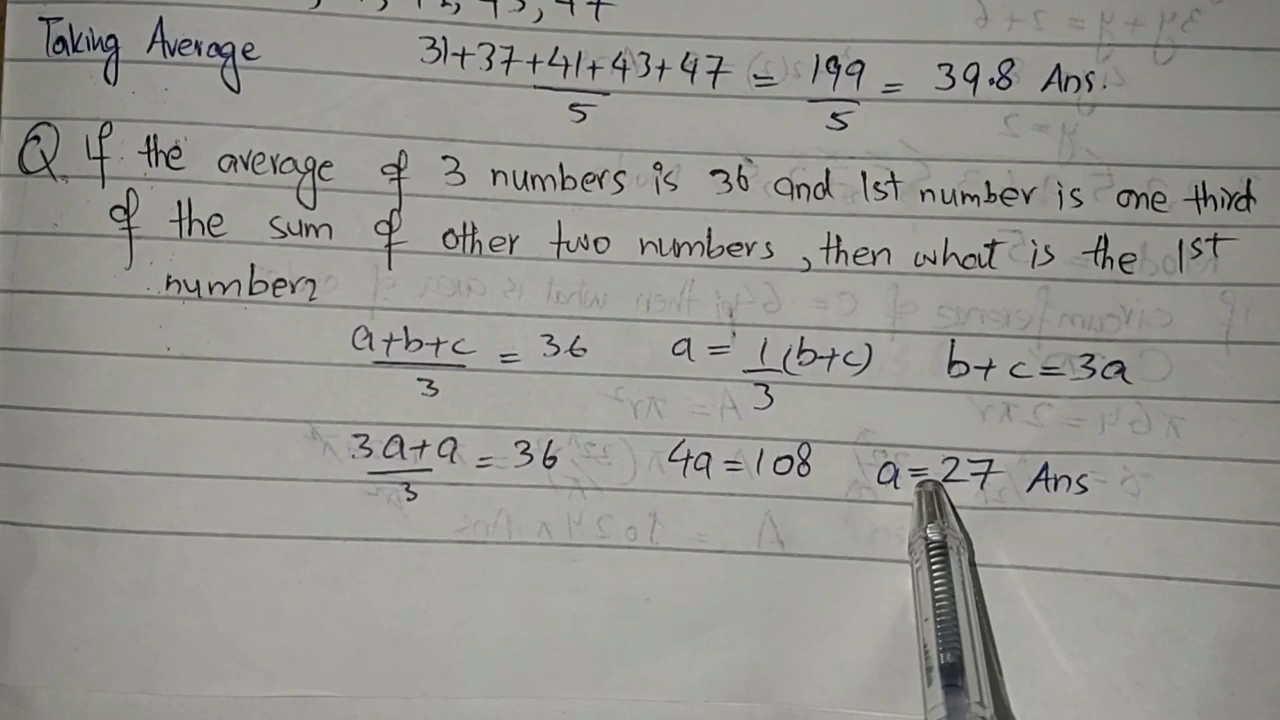 43, 47
Taking Average 31+37+41+43+47/5 = 199/5 = 39.8 Ans.
Q. If the average of 3 numbers is 36 and 1st number is one third
of the sum of other two numbers, then what is the 1st
number?
a+b+c/3 = 36 a = 1/3(b+c) b+c=3a
3a+a/3 = 36 4a=108 a=27 Ans